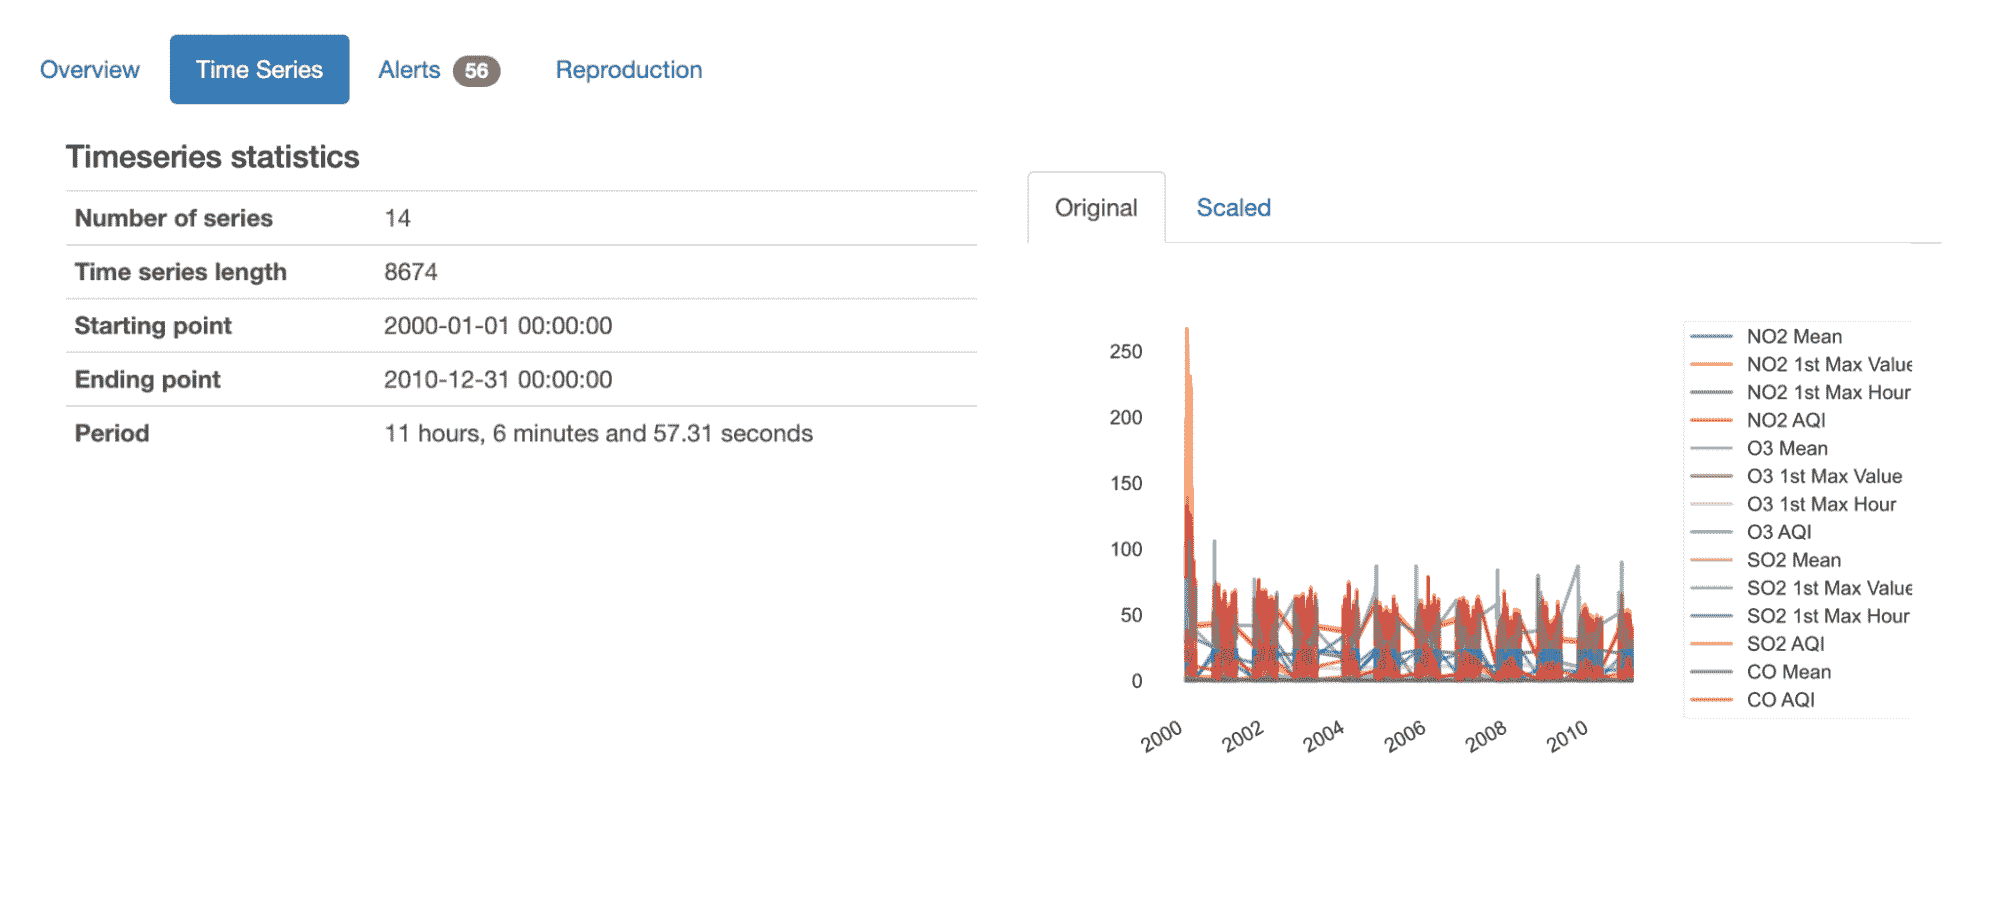 Overview Time Series Alerts 56 Reproduction
Timeseries statistics
Number of series 14
Time series length 8674
Starting point 2000-01-01 00:00:00
Ending point 2010-12-31 00:00:00
Period 11 hours, 6 minutes and 57.31 seconds
Original Scaled
250
200
150
100
50
0
2000 2002 2004 2006 2008 2010
NO2 Mean
NO2 1st Max Value
NO2 1st Max Hour
NO2 AQI
O3 Mean
O3 1st Max Value
O3 1st Max Hour
O3 AQI
SO2 Mean
SO2 1st Max Value
SO2 1st Max Hour
SO2 AQI
CO Mean
CO AQI